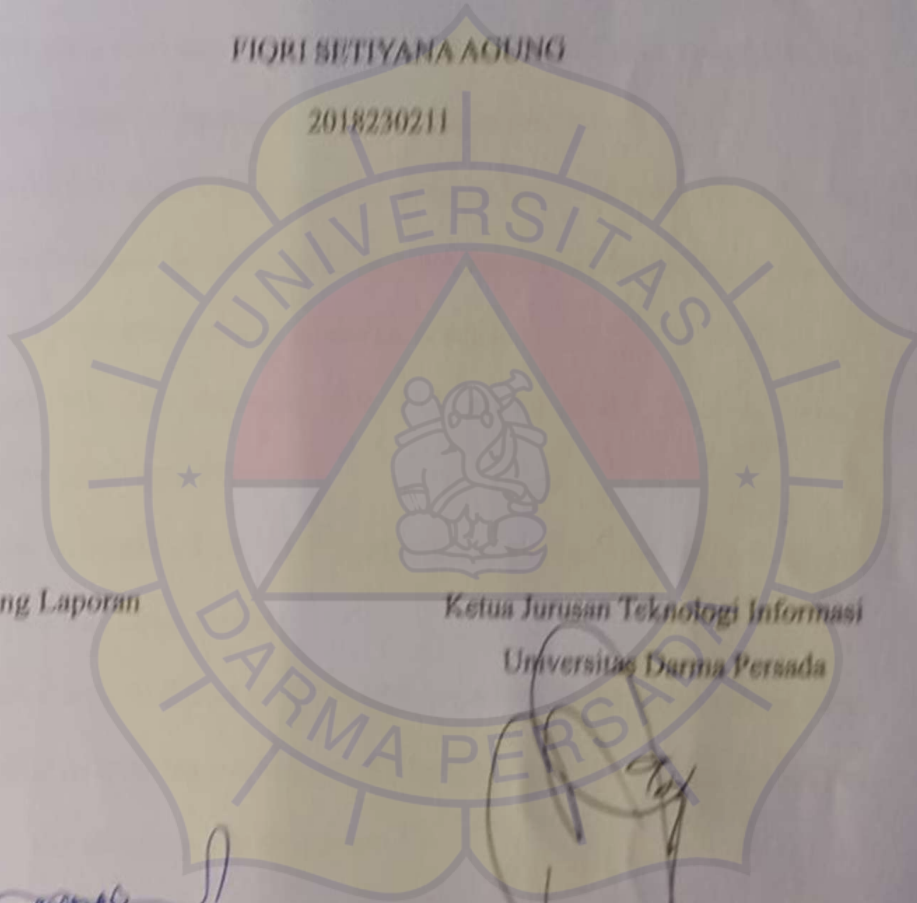 FIQRI SETIYANA AGUNG
2018230211
UNIVERSITAS
DARMA PERSADA
ng Laporan
Ketua Jurusan Teknologi Informasi
Universitas Darma Persada